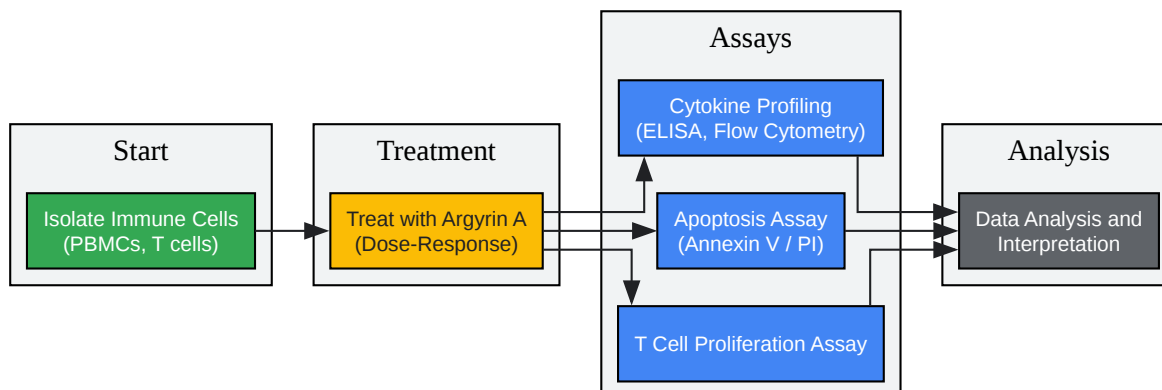 Start
Isolate Immune Cells
(PBMCs, T cells)
Treatment
Treat with Argyrin A
(Dose-Response)
Assays
Cytokine Profiling
(ELISA, Flow Cytometry)
Apoptosis Assay
(Annexin V / PI)
T Cell Proliferation Assay
Analysis
Data Analysis and
Interpretation